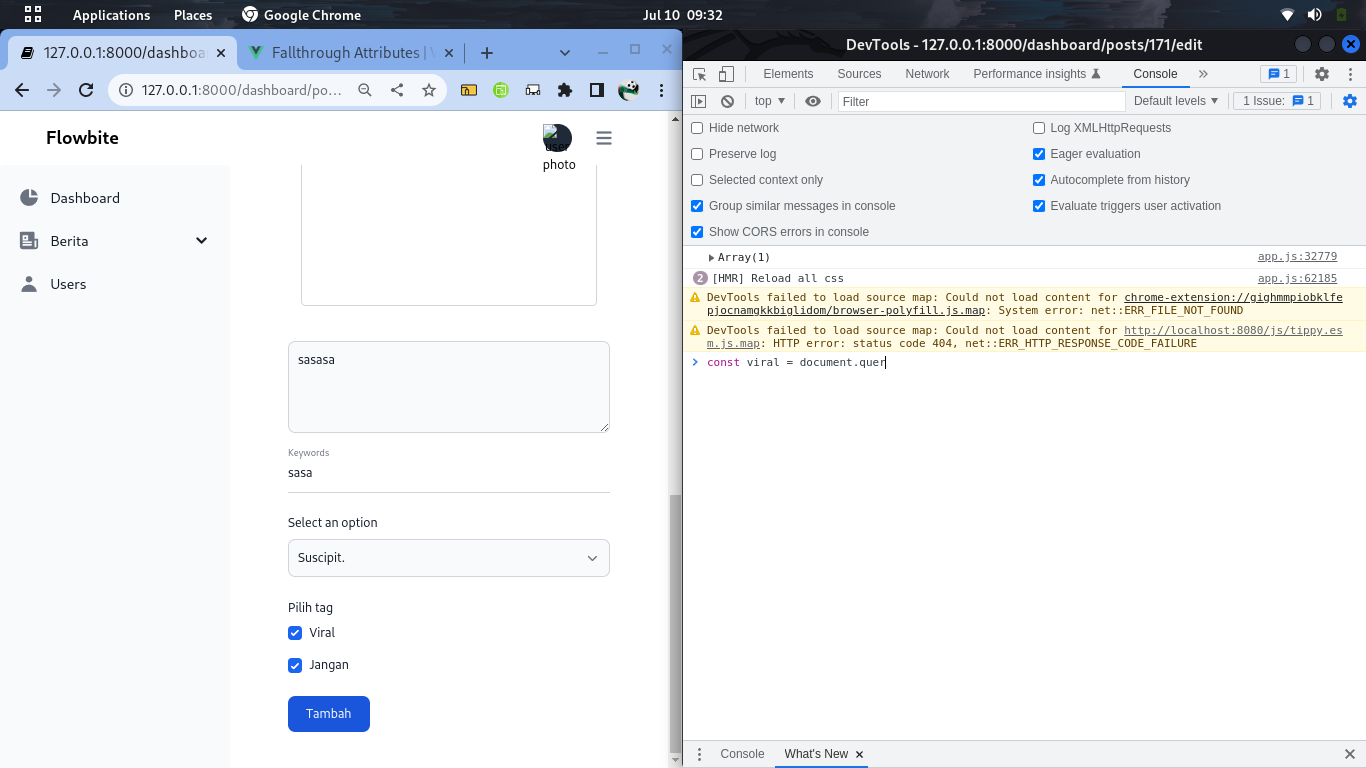 Applications Places Google Chrome Jul 10 09:32
127.0.0.1:8000/dashboa
Fallthrough Attributes | V
127.0.0.1:8000/dashboard/po…
Flowbite
user
photo
Dashboard
Berita
Users
sasasa
Keywords
sasa
Select an option
Suscipit.
Pilih tag
Viral
Jangan
Tambah
DevTools - 127.0.0.1:8000/dashboard/posts/171/edit
Elements Sources Network Performance insights Console » 1
top Filter Default levels 1 Issue: 1
Hide network Log XMLHttpRequests
Preserve log Eager evaluation
Selected context only Autocomplete from history
Group similar messages in console Evaluate triggers user activation
Show CORS errors in console
Array(1) app.js:32779
2 [HMR] Reload all css app.js:62185
DevTools failed to load source map: Could not load content for chrome-extension://gighmmpiobklfe
pjocnamgkkbiglidom/browser-polyfill.js.map: System error: net::ERR_FILE_NOT_FOUND
DevTools failed to load source map: Could not load content for http://localhost:8080/js/tippy.es
m.js.map: HTTP error: status code 404, net::ERR_HTTP_RESPONSE_CODE_FAILURE
const viral = document.quer
Console What's New